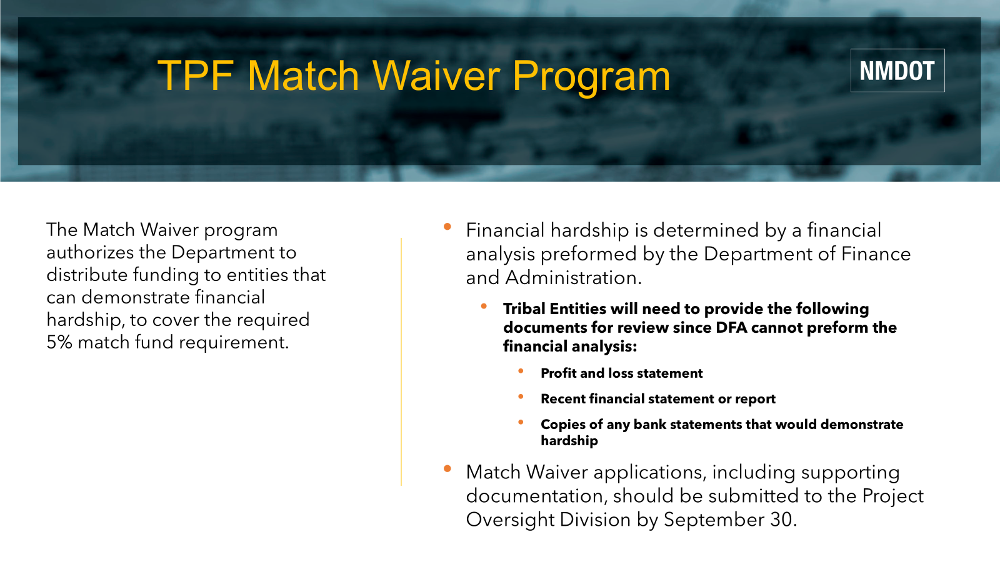 TPF Match Waiver Program
NMDOT
The Match Waiver program
authorizes the Department to
distribute funding to entities that
can demonstrate financial
hardship, to cover the required
5% match fund requirement.
• Financial hardship is determined by a financial
analysis preformed by the Department of Finance
and Administration.
• Tribal Entities will need to provide the following
documents for review since DFA cannot preform the
financial analysis:
• Profit and loss statement
• Recent financial statement or report
• Copies of any bank statements that would demonstrate
hardship
• Match Waiver applications, including supporting
documentation, should be submitted to the Project
Oversight Division by September 30.